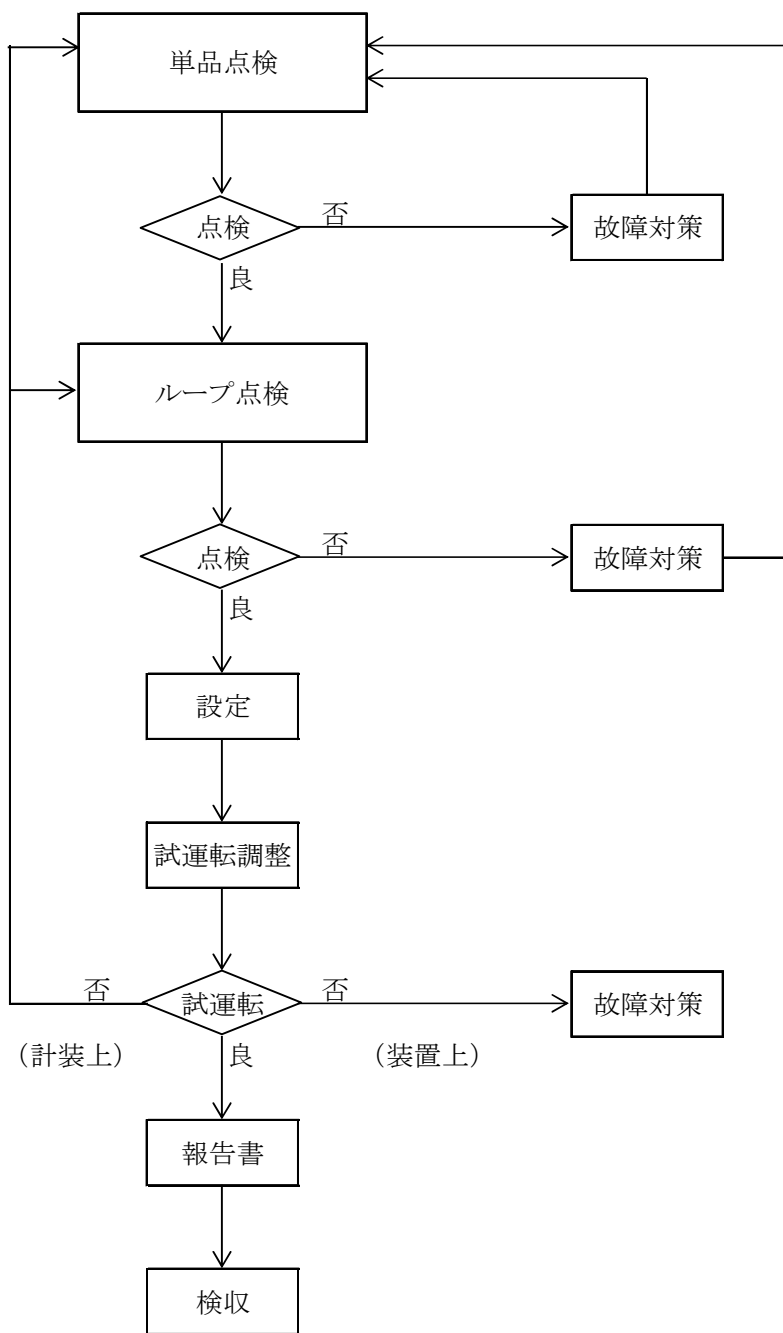 単品点検
点検
否
故障対策
良
ループ点検
点検
否
故障対策
良
設定
試運転調整
否
試運転
否
故障対策
(計装上)
良
(装置上)
報告書
検収